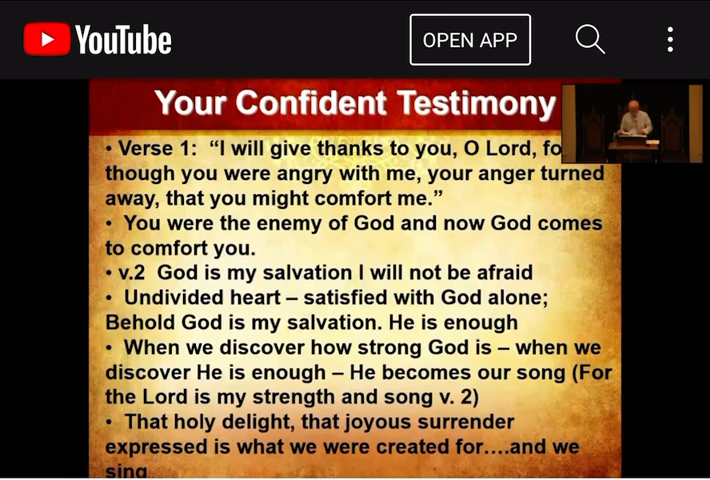 YouTube
OPEN APP
Your Confident Testimony
• Verse 1: “I will give thanks to you, O Lord, fo
though you were angry with me, your anger turned
away, that you might comfort me.”
• You were the enemy of God and now God comes
to comfort you.
• v.2 God is my salvation I will not be afraid
• Undivided heart – satisfied with God alone;
Behold God is my salvation. He is enough
• When we discover how strong God is – when we
discover He is enough – He becomes our song (For
the Lord is my strength and song v. 2)
• That holy delight, that joyous surrender
expressed is what we were created for….and we
sing